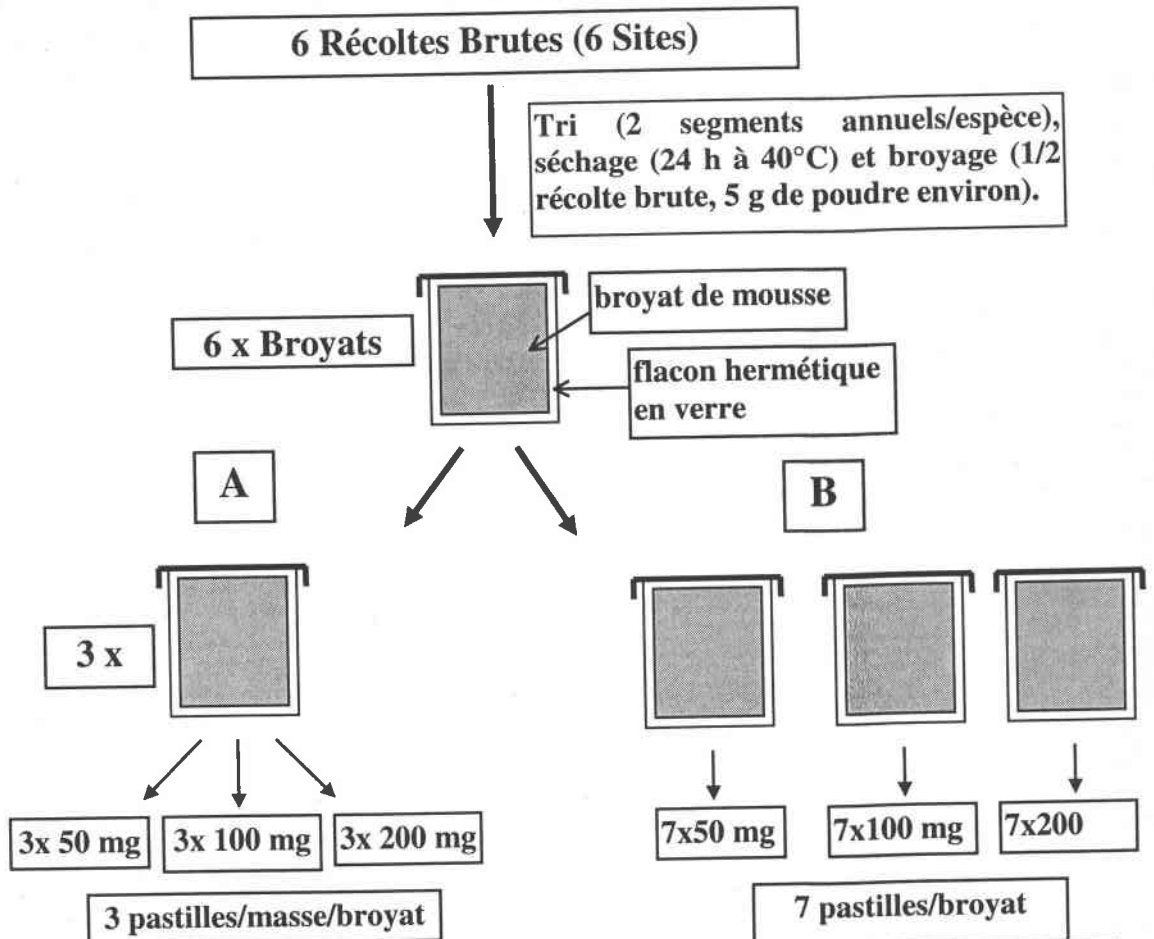 6 Récoltes Brutes (6 Sites)
Tri (2 segments annuels/espèce),
séchage (24 h à 40°C) et broyage (1/2
récolte brute, 5 g de poudre environ).
broyat de mousse
6 x Broyats
flacon hermétique
en verre
A
B
3 x
3x 50 mg
3x 100 mg
3x 200 mg
7x50 mg
7x100 mg
7x200
3 pastilles/masse/broyat
7 pastilles/broyat